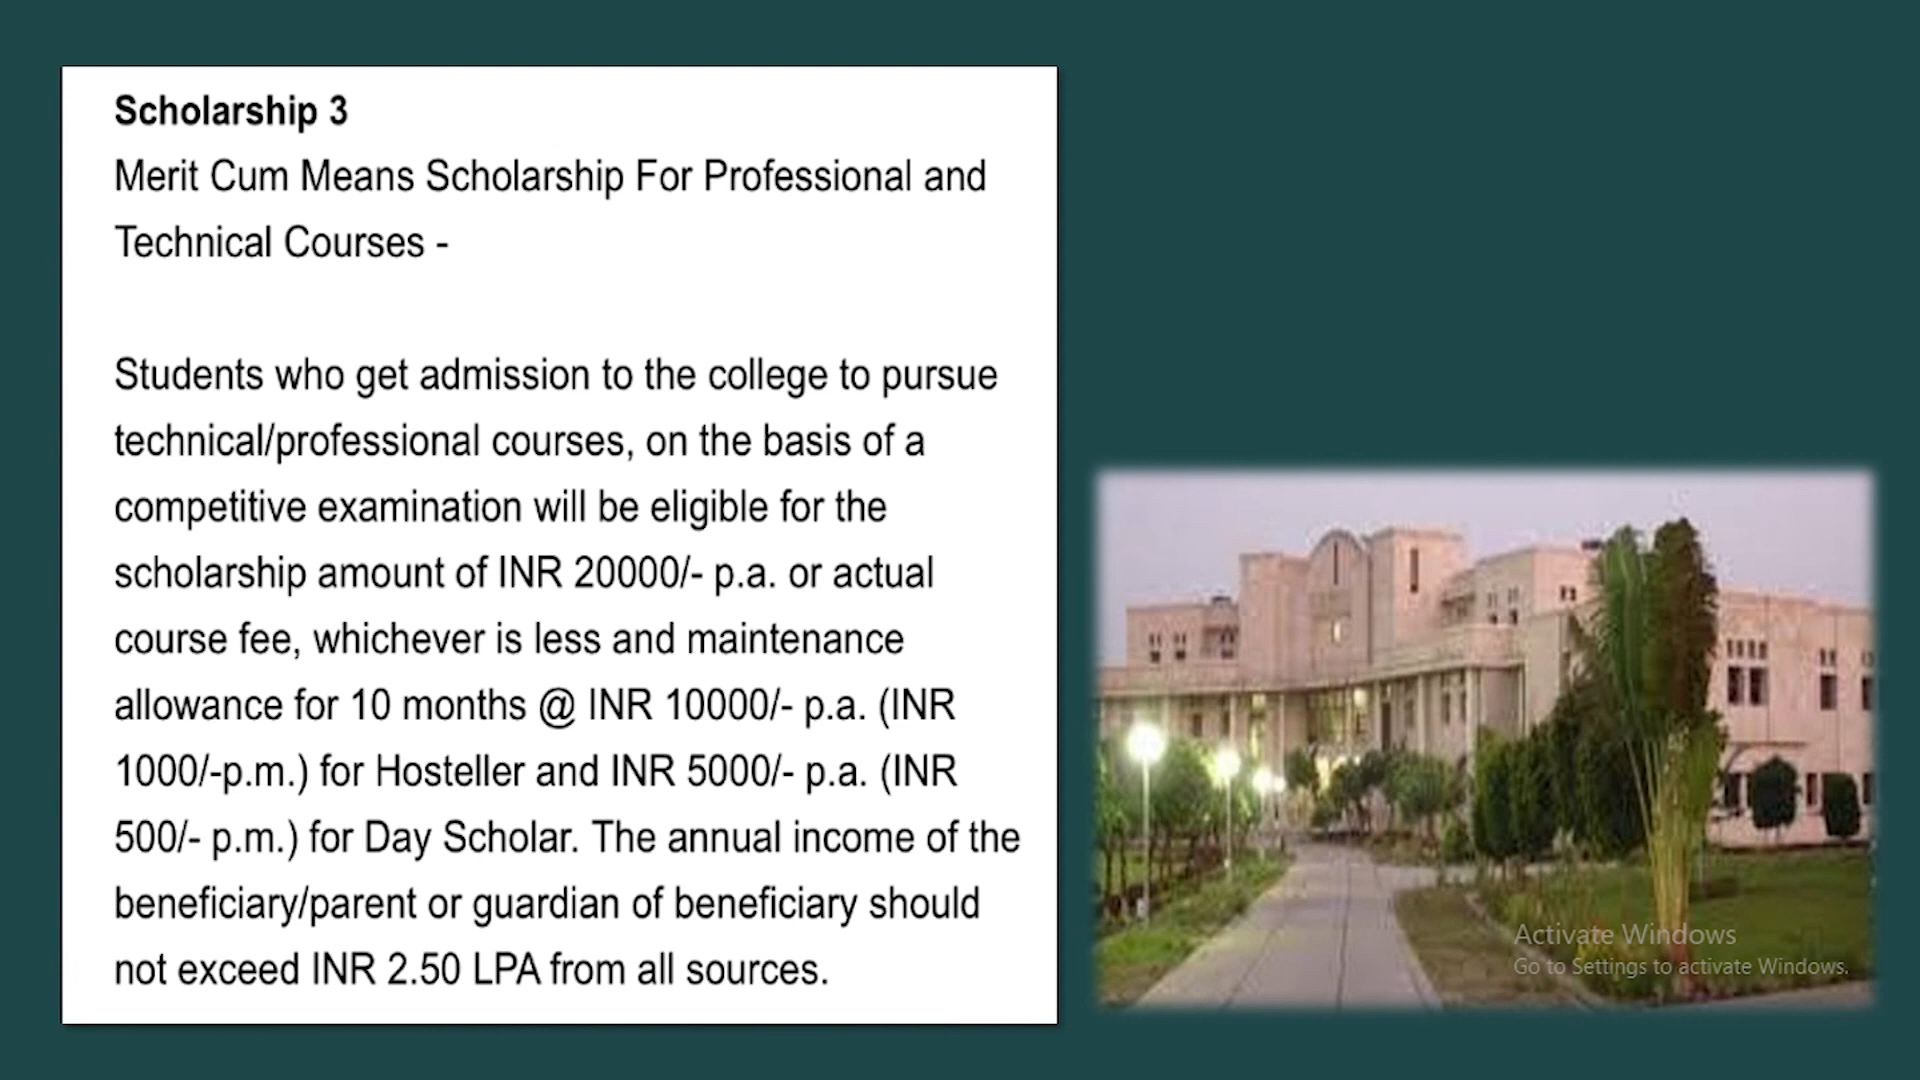 Scholarship 3
Merit Cum Means Scholarship For Professional and
Technical Courses -
Students who get admission to the college to pursue
technical/professional courses, on the basis of a
competitive examination will be eligible for the
scholarship amount of INR 20000/- p.a. or actual
course fee, whichever is less and maintenance
allowance for 10 months @ INR 10000/- p.a. (INR
1000/-p.m.) for Hosteller and INR 5000/- p.a. (INR
500/- p.m.) for Day Scholar. The annual income of the
beneficiary/parent or guardian of beneficiary should
not exceed INR 2.50 LPA from all sources.
Activate Windows
Go to Settings to activate Windows.